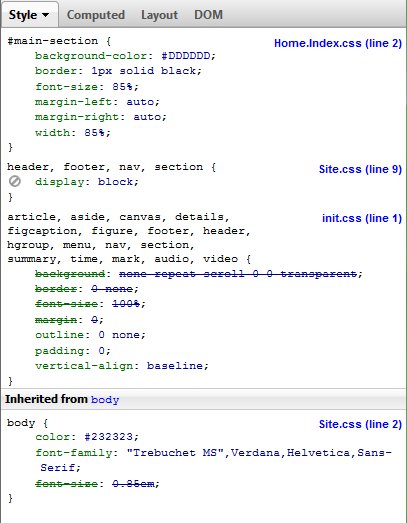 Style Computed Layout DOM
#main-section { Home.Index.css (line 2)
background-color: #DDDDDD;
border: 1px solid black;
font-size: 85%;
margin-left: auto;
margin-right: auto;
width: 85%;
}
header, footer, nav, section { Site.css (line 9)
display: block;
}
article, aside, canvas, details, init.css (line 1)
figcaption, figure, footer, header,
hgroup, menu, nav, section,
summary, time, mark, audio, video {
background: none repeat scroll 0 0 transparent;
border: 0 none;
font-size: 100%;
margin: 0;
outline: 0 none;
padding: 0;
vertical-align: baseline;
}
Inherited from body
body { Site.css (line 2)
color: #232323;
font-family: "Trebuchet MS",Verdana,Helvetica,Sans-
Serif;
font-size: 0.85em;
}